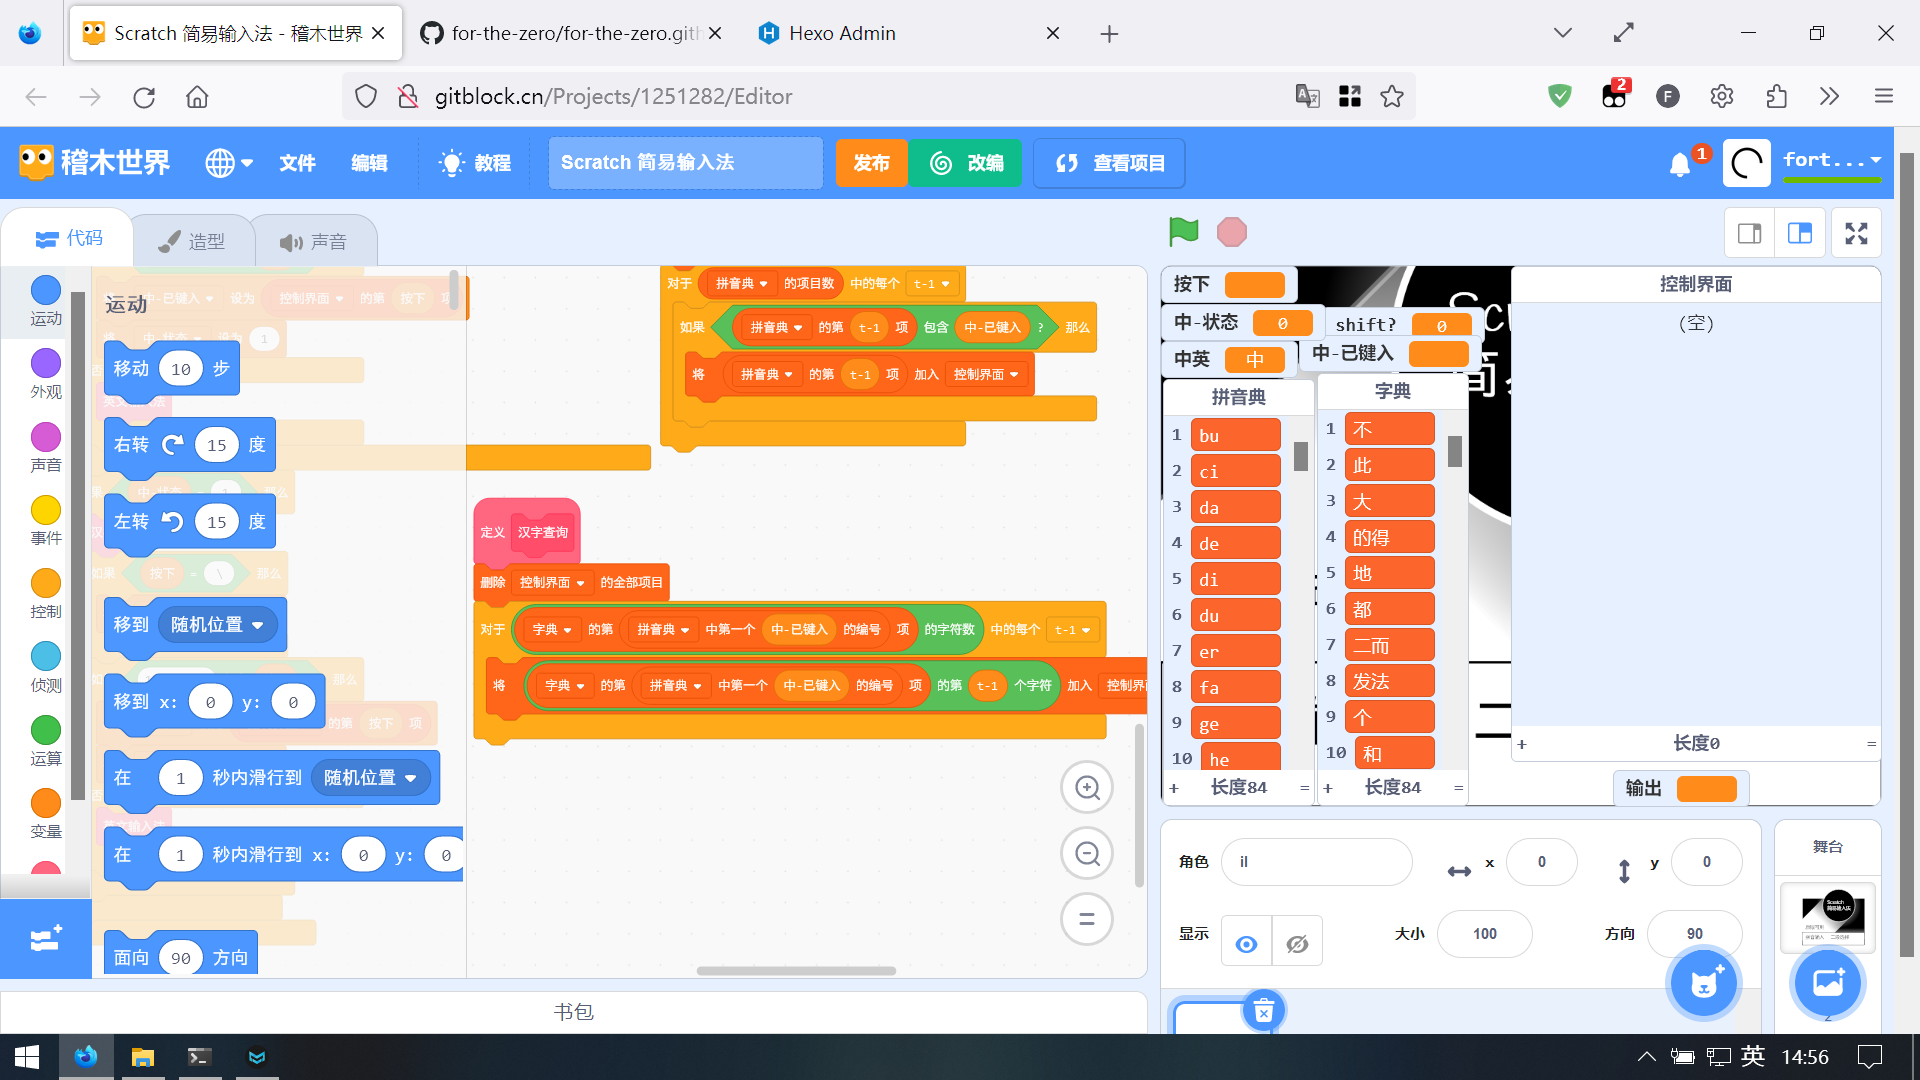 Scratch 简易输入法 - 稽木世界
for-the-zero/for-the-zero.gith
Hexo Admin
gitblock.cn/Projects/1251282/Editor
2
F
稽木世界
文件
编辑
教程
Scratch 简易输入法
发布
改编
查看项目
1
fort...
代码
造型
声音
运动
外观
声音
事件
控制
侦测
运算
变量
运动
移动 10 步
右转 15 度
左转 15 度
移到 随机位置
移到 x: 0 y: 0
在 1 秒内滑行到 随机位置
在 1 秒内滑行到 x: 0 y: 0
面向 90 方向
对于 拼音典 的项目数 中的每个 t-1
如果 拼音典 的第 t-1 项 包含 中-已键入 ? 那么
将 拼音典 的第 t-1 项 加入 控制界面
定义 汉字查询
删除 控制界面 的全部项目
对于 字典 的第 拼音典 中第一个 中-已键入 的编号 项 的字符数 中的每个 t-1
将 字典 的第 拼音典 中第一个 中-已键入 的编号 项 的第 t-1 个字符 加入 控制界
书包
按下
中-状态 0
shift? 0
中英 中
中-已键入
拼音典
1 bu
2 ci
3 da
4 de
5 di
6 du
7 er
8 fa
9 ge
10 he
+ 长度84 =
字典
1 不
2 此
3 大
4 的得
5 地
6 都
7 二而
8 发法
9 个
10 和
+ 长度84 =
控制界面
(空)
+ 长度0 =
输出
角色 il
x 0
y 0
显示
大小 100
方向 90
舞台
2
英
14:56